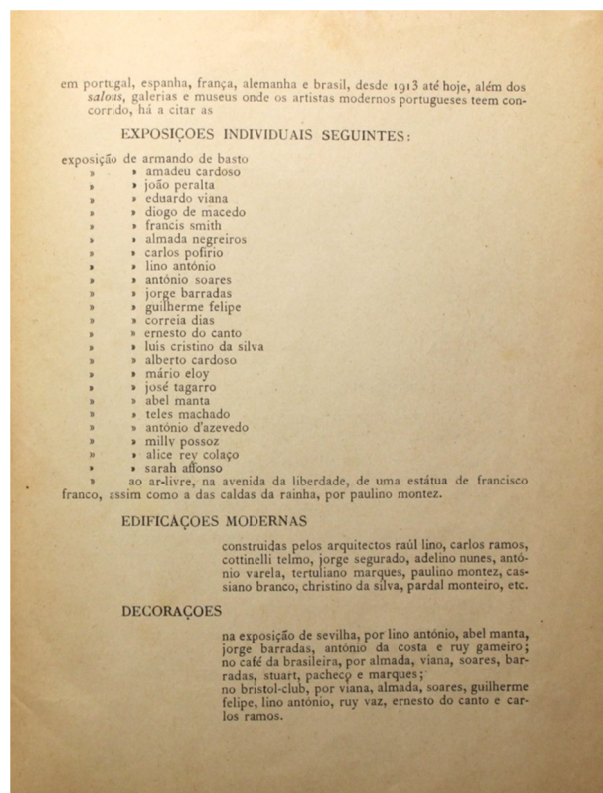 em portugal, espanha, frança, alemanha e brasil, desde 1913 até hoje, além dos
salois, galerias e museus onde os artistas modernos portugueses teem con-
corrido, há a citar as
EXPOSIÇOES INDIVIDUAIS SEGUINTES:
exposição de armando de basto
» » amadeu cardoso
» » joão peralta
» » eduardo viana
» » diogo de macedo
» » francis smith
» » almada negreiros
» » carlos pofirio
» » lino antónio
» » antónio soares
» » jorge barradas
» » guilherme felipe
» » correia dias
» » ernesto do canto
» » luis cristino da silva
» » alberto cardoso
» » mário eloy
» » josé tagarro
» » abel manta
» » teles machado
» » antónio d'azevedo
» » milly possoz
» » alice rey colaço
» » sarah affonso
» ao ar-livre, na avenida da liberdade, de uma estátua de francisco
franco, assim como a das caldas da rainha, por paulino montez.
EDIFICAÇOES MODERNAS
construidas pelos arquitectos raúl lino, carlos ramos,
cottinelli telmo, jorge segurado, adelino nunes, antó-
nio varela, tertuliano marques, paulino montez, cas-
siano branco, christino da silva, pardal monteiro, etc.
DECORAÇOES
na exposição de sevilha, por lino antónio, abel manta,
jorge barradas, antónio da costa e ruy gameiro;
no café da brasileira, por almada, viana, soares, bar-
radas, stuart, pacheco e marques;
no bristol-club, por viana, almada, soares, guilherme
felipe, lino antónio, ruy vaz, ernesto do canto e car-
los ramos.